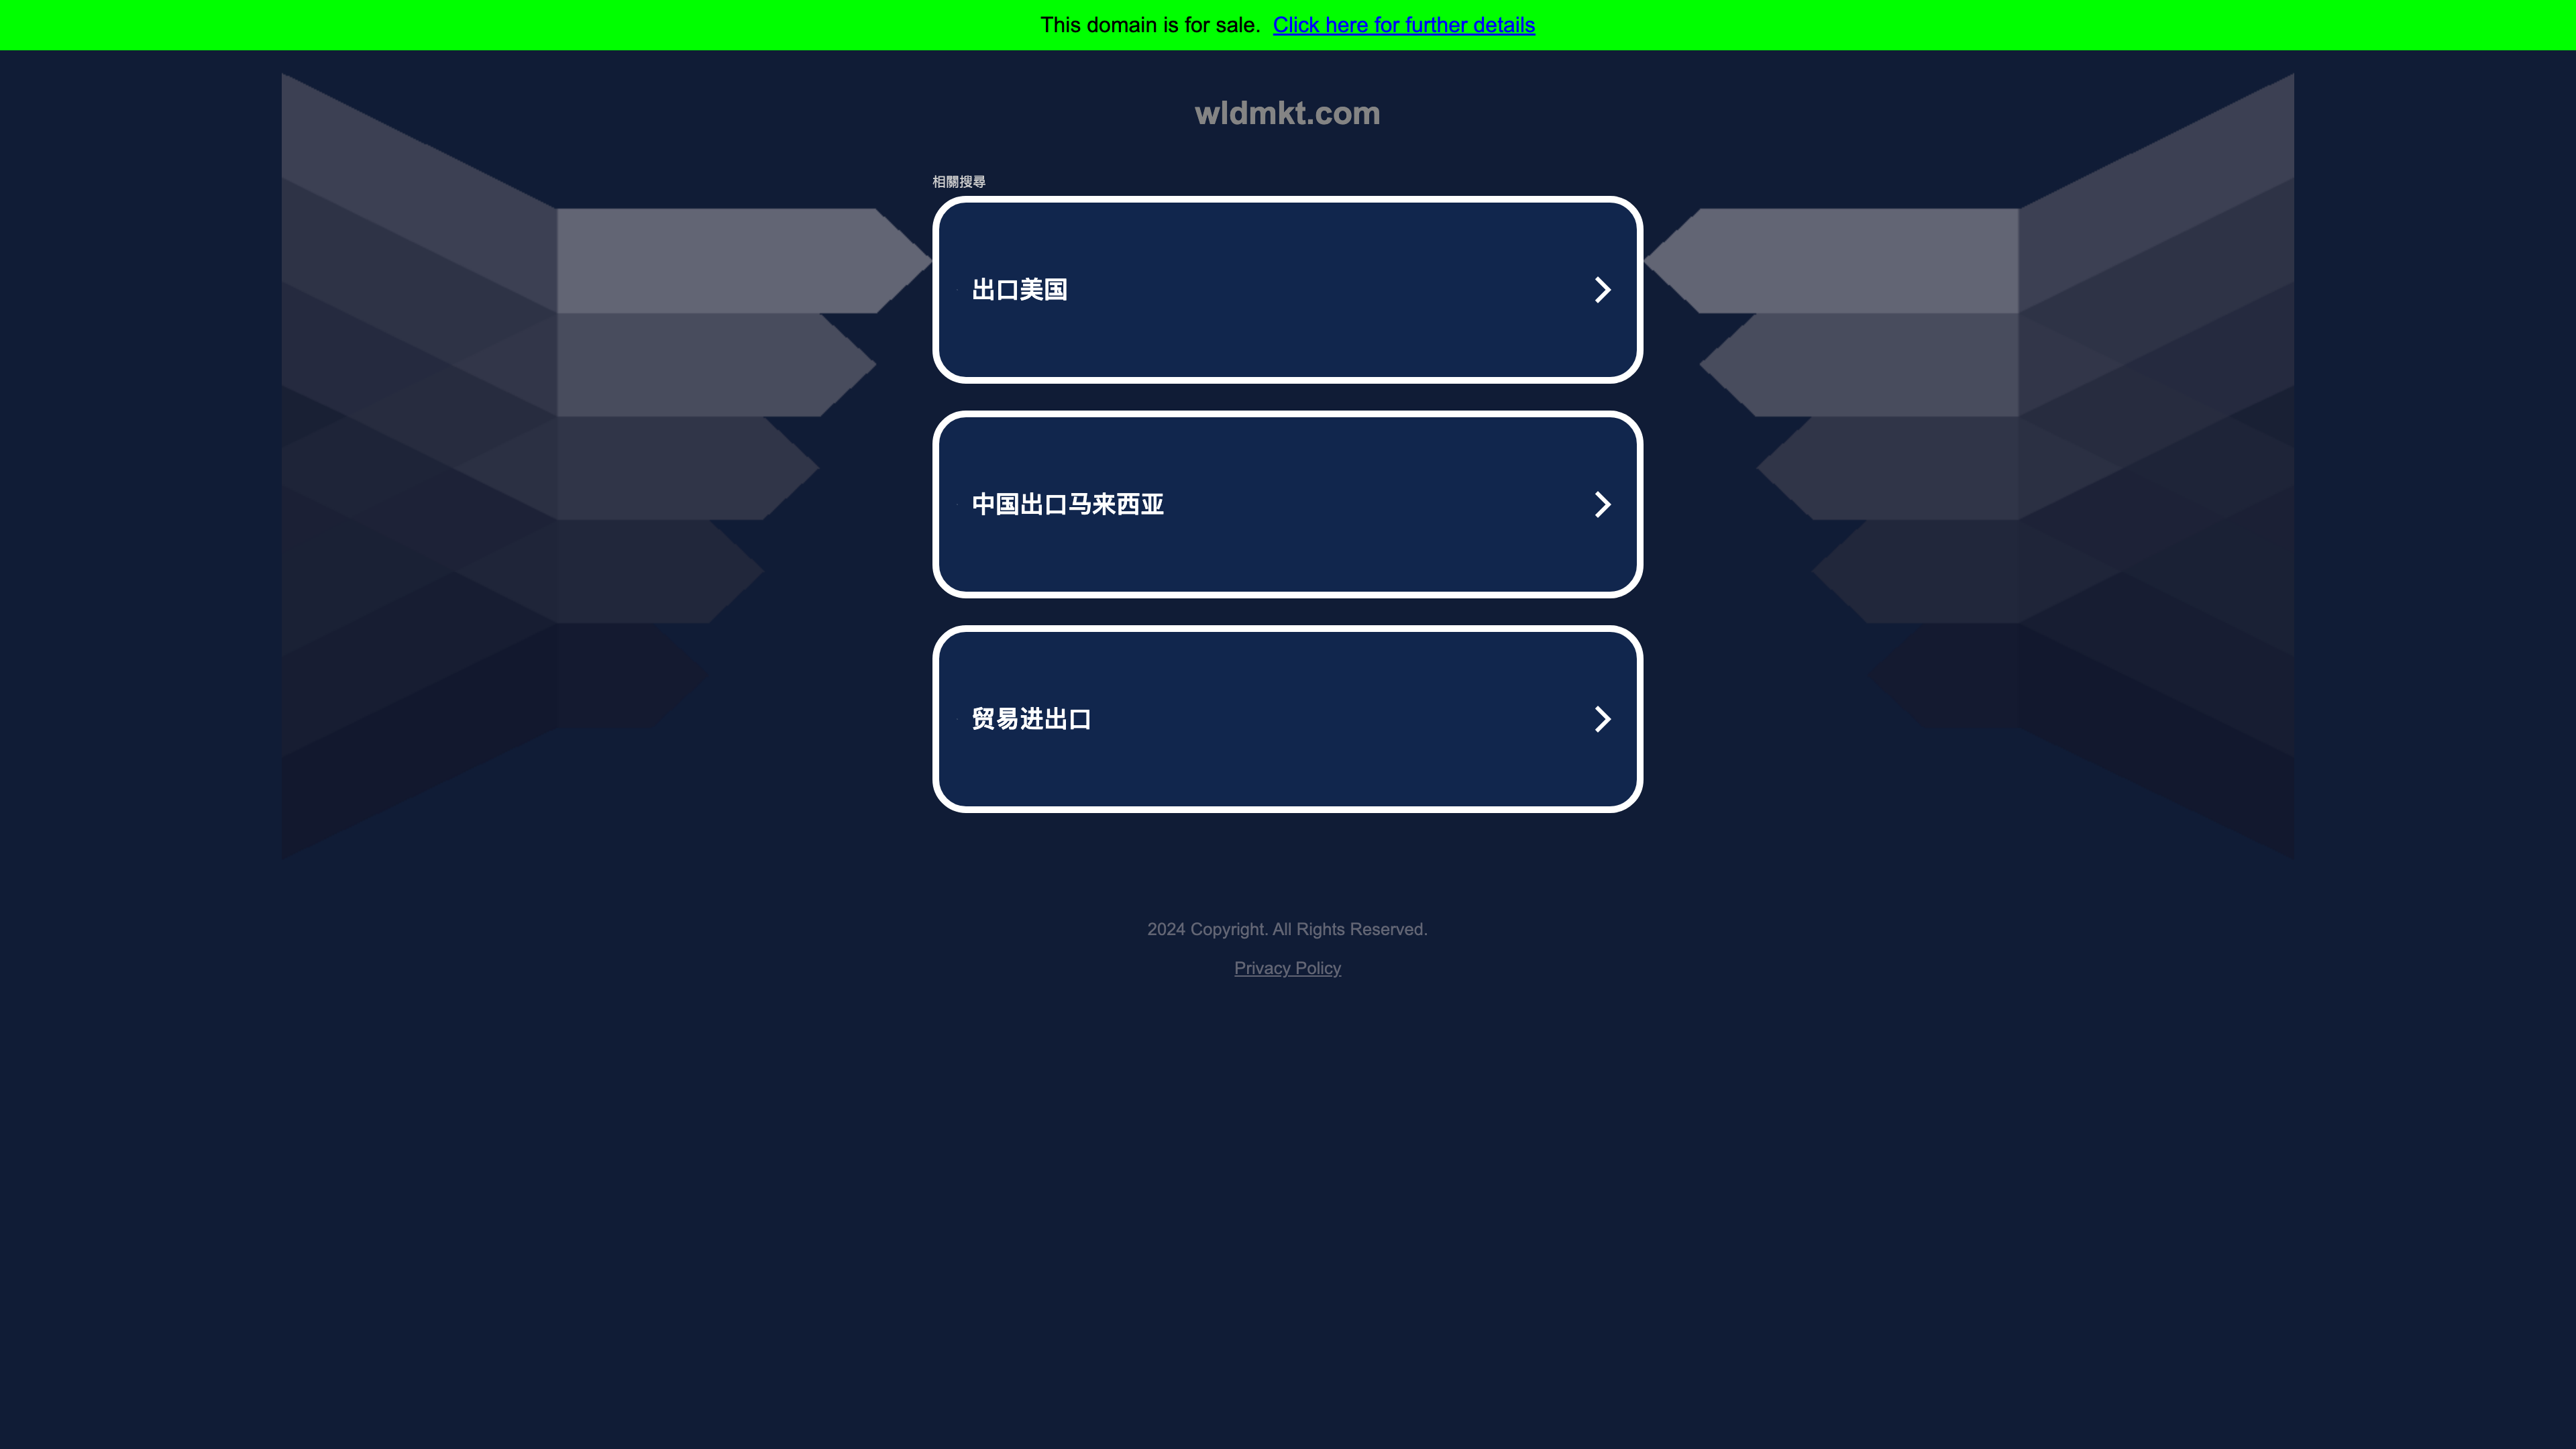 This domain is for sale. Click here for further details
wldmkt.com
相關搜尋
出口美国
中国出口马来西亚
贸易进出口
2024 Copyright. All Rights Reserved.
Privacy Policy